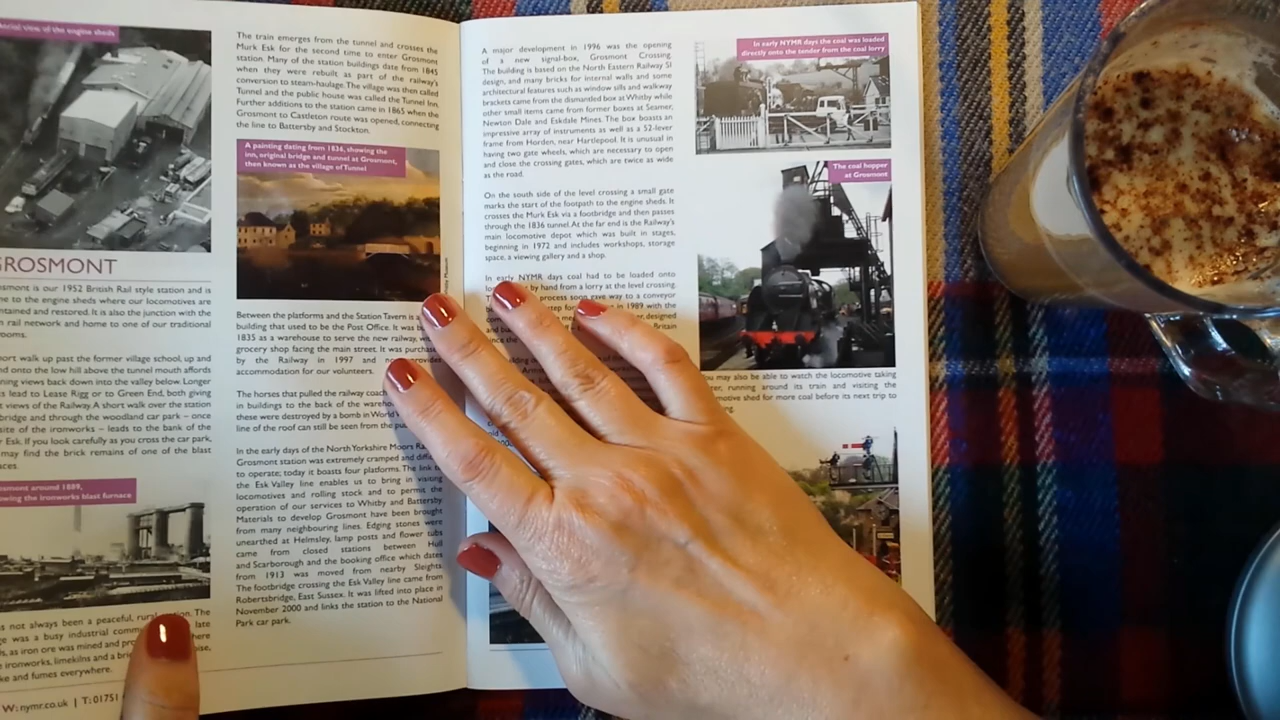 aerial view of the engine sheds
GROSMONT
smont is our 1952 British Rail style station and is
me to the engine sheds where our locomotives are
ntained and restored. It is also the junction with the
n rail network and home to one of our traditional
rooms.
hort walk up past the former village school, up and
nd onto the low hill above the tunnel mouth affords
ning views back down into the valley below. Longer
s lead to Lease Rigg or to Green End, both giving
t views of the Railway. A short walk over the station
bridge and through the woodland car park – once
site of the ironworks – leads to the bank of the
r Esk. If you look carefully as you cross the car park,
may find the brick remains of one of the blast
aces.
smont around 1889,
owing the ironworks blast furnace
s not always been a peaceful, rural station. The
ge was a busy industrial late
s, as iron ore was mined and here
e ironworks, limekilns and a oise,
ke and fumes everywhere.
W: nymr.co.uk | T: 01751
The train emerges from the tunnel and crosses the
Murk Esk for the second time to enter Grosmont
station. Many of the station buildings date from 1845
when they were rebuilt as part of the railway's
conversion to steam-haulage. The village was then called
Tunnel and the public house was called the Tunnel Inn.
Further additions to the station came in 1865 when the
Grosmont to Castleton route was opened, connecting
the line to Battersby and Stockton.
A painting dating from 1836, showing the
inn, original bridge and tunnel at Grosmont,
then known as the village of Tunnel
Between the platforms and the Station Tavern is a
building that used to be the Post Office. It was
1835 as a warehouse to serve the new railway,
grocery shop facing the main street. It was
by the Railway in 1997 and provides
accommodation for our volunteers.
The horses that pulled the railway
in buildings to the back of the
these were destroyed by a bomb in World
line of the roof can still be seen from the
In the early days of the North Yorkshire Moors
Grosmont station was extremely cramped and
to operate; today it boasts four platforms. The link
the Esk Valley line enables us to bring in visiting
locomotives and rolling stock and to permit the
operation of our services to Whitby and Battersby
Materials to develop Grosmont have been brought
from many neighbouring lines. Edging stones were
unearthed at Helmsley, lamp posts and flower tubs
came from closed stations between Hull
and Scarborough and the booking office which dates
from 1913 was moved from nearby Sleights.
The footbridge crossing the Esk Valley line came from
Robertsbridge, East Sussex. It was lifted into place in
November 2000 and links the station to the National
Park car park.
A major development in 1996 was the opening
of a new signal-box, Grosmont Crossing.
The building is based on the North Eastern Railway S1
design, and many bricks for internal walls and some
architectural features such as window sills and walkway
brackets came from the dismantled box at Whitby while
other small items came from former boxes at Seamer,
Newton Dale and Eskdale Mines. The box boasts an
impressive array of instruments as well as a 52-lever
frame from Horden, near Hartlepool. It is unusual in
having two gate wheels, which are necessary to open
and close the crossing gates, which are twice as wide
as the road.
On the south side of the level crossing a small gate
marks the start of the footpath to the engine sheds. It
crosses the Murk Esk via a footbridge and then passes
through the 1836 tunnel. At the far end is the Railway's
main locomotive depot which was built in stages,
beginning in 1972 and includes workshops, storage
space, a viewing gallery and a shop.
In early NYMR days coal had to be loaded onto
by hand from a lorry at the level crossing.
process soon gave way to a conveyor
in 1989 with the
designed
Britain
In early NYMR days the coal was loaded
directly onto the tender from the coal lorry
The coal hopper
at Grosmont
ou may also be able to watch the locomotive taking
running around its train and visiting the
motive shed for more coal before its next trip to